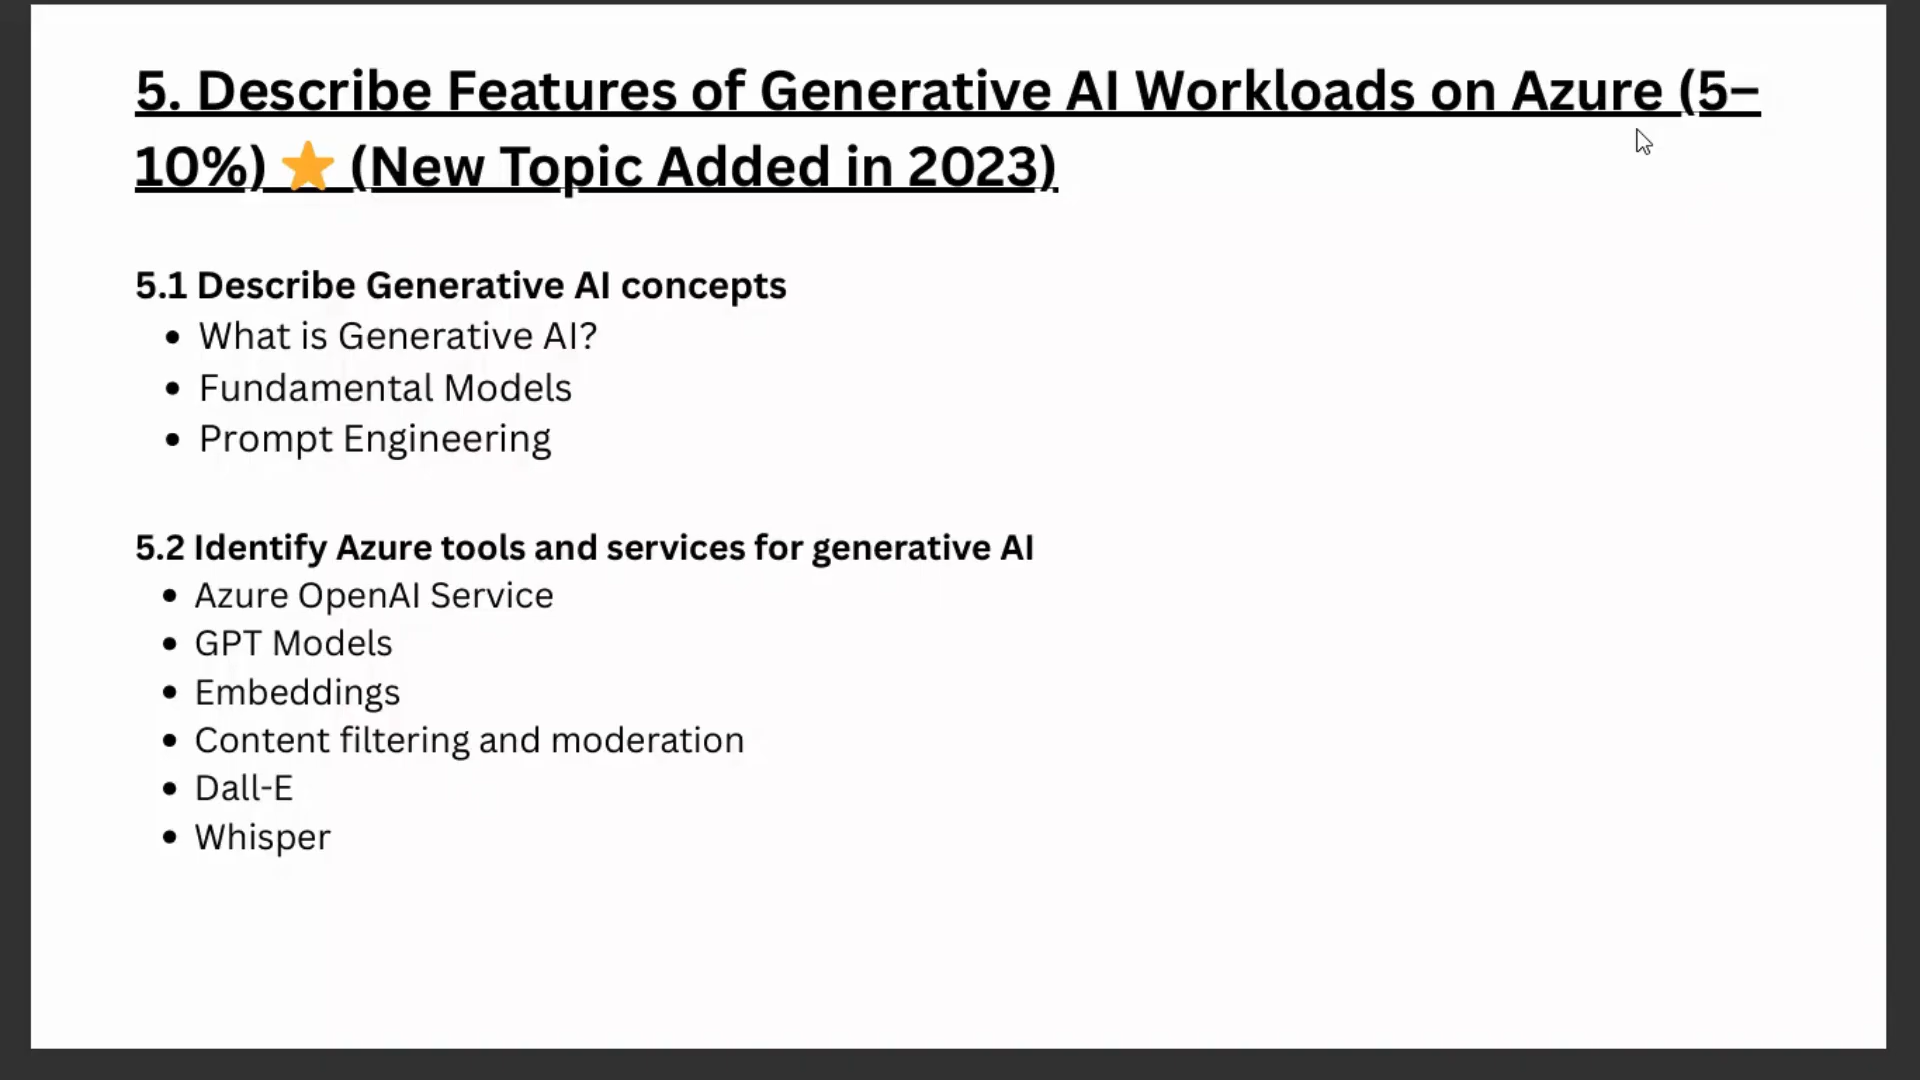 5. Describe Features of Generative AI Workloads on Azure (5–
10%) ⭐ (New Topic Added in 2023)
5.1 Describe Generative AI concepts
• What is Generative AI?
• Fundamental Models
• Prompt Engineering
5.2 Identify Azure tools and services for generative AI
• Azure OpenAI Service
• GPT Models
• Embeddings
• Content filtering and moderation
• Dall-E
• Whisper